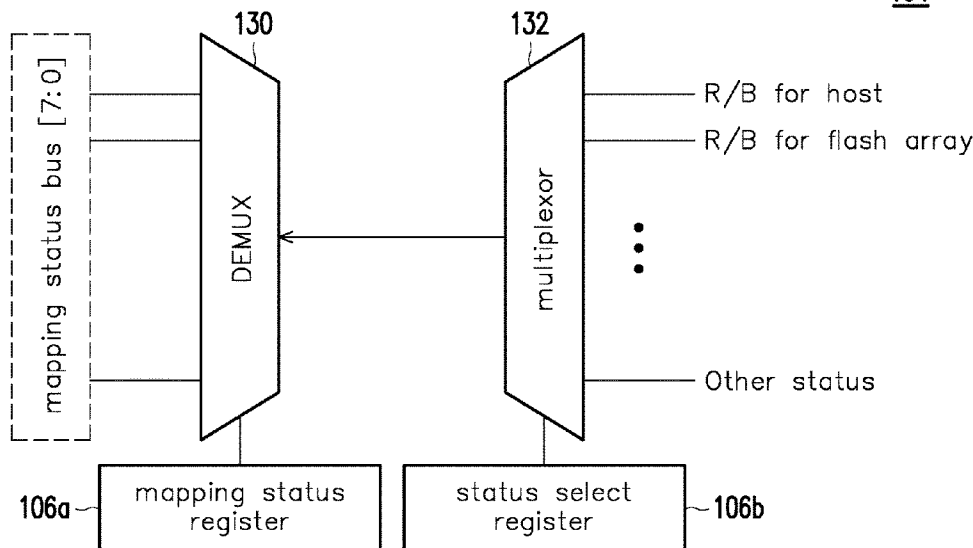 130
132
mapping status bus [7:0]
DEMUX
multiplexor
R/B for host
R/B for flash array
Other status
106a
mapping status
register
status select
register
106b